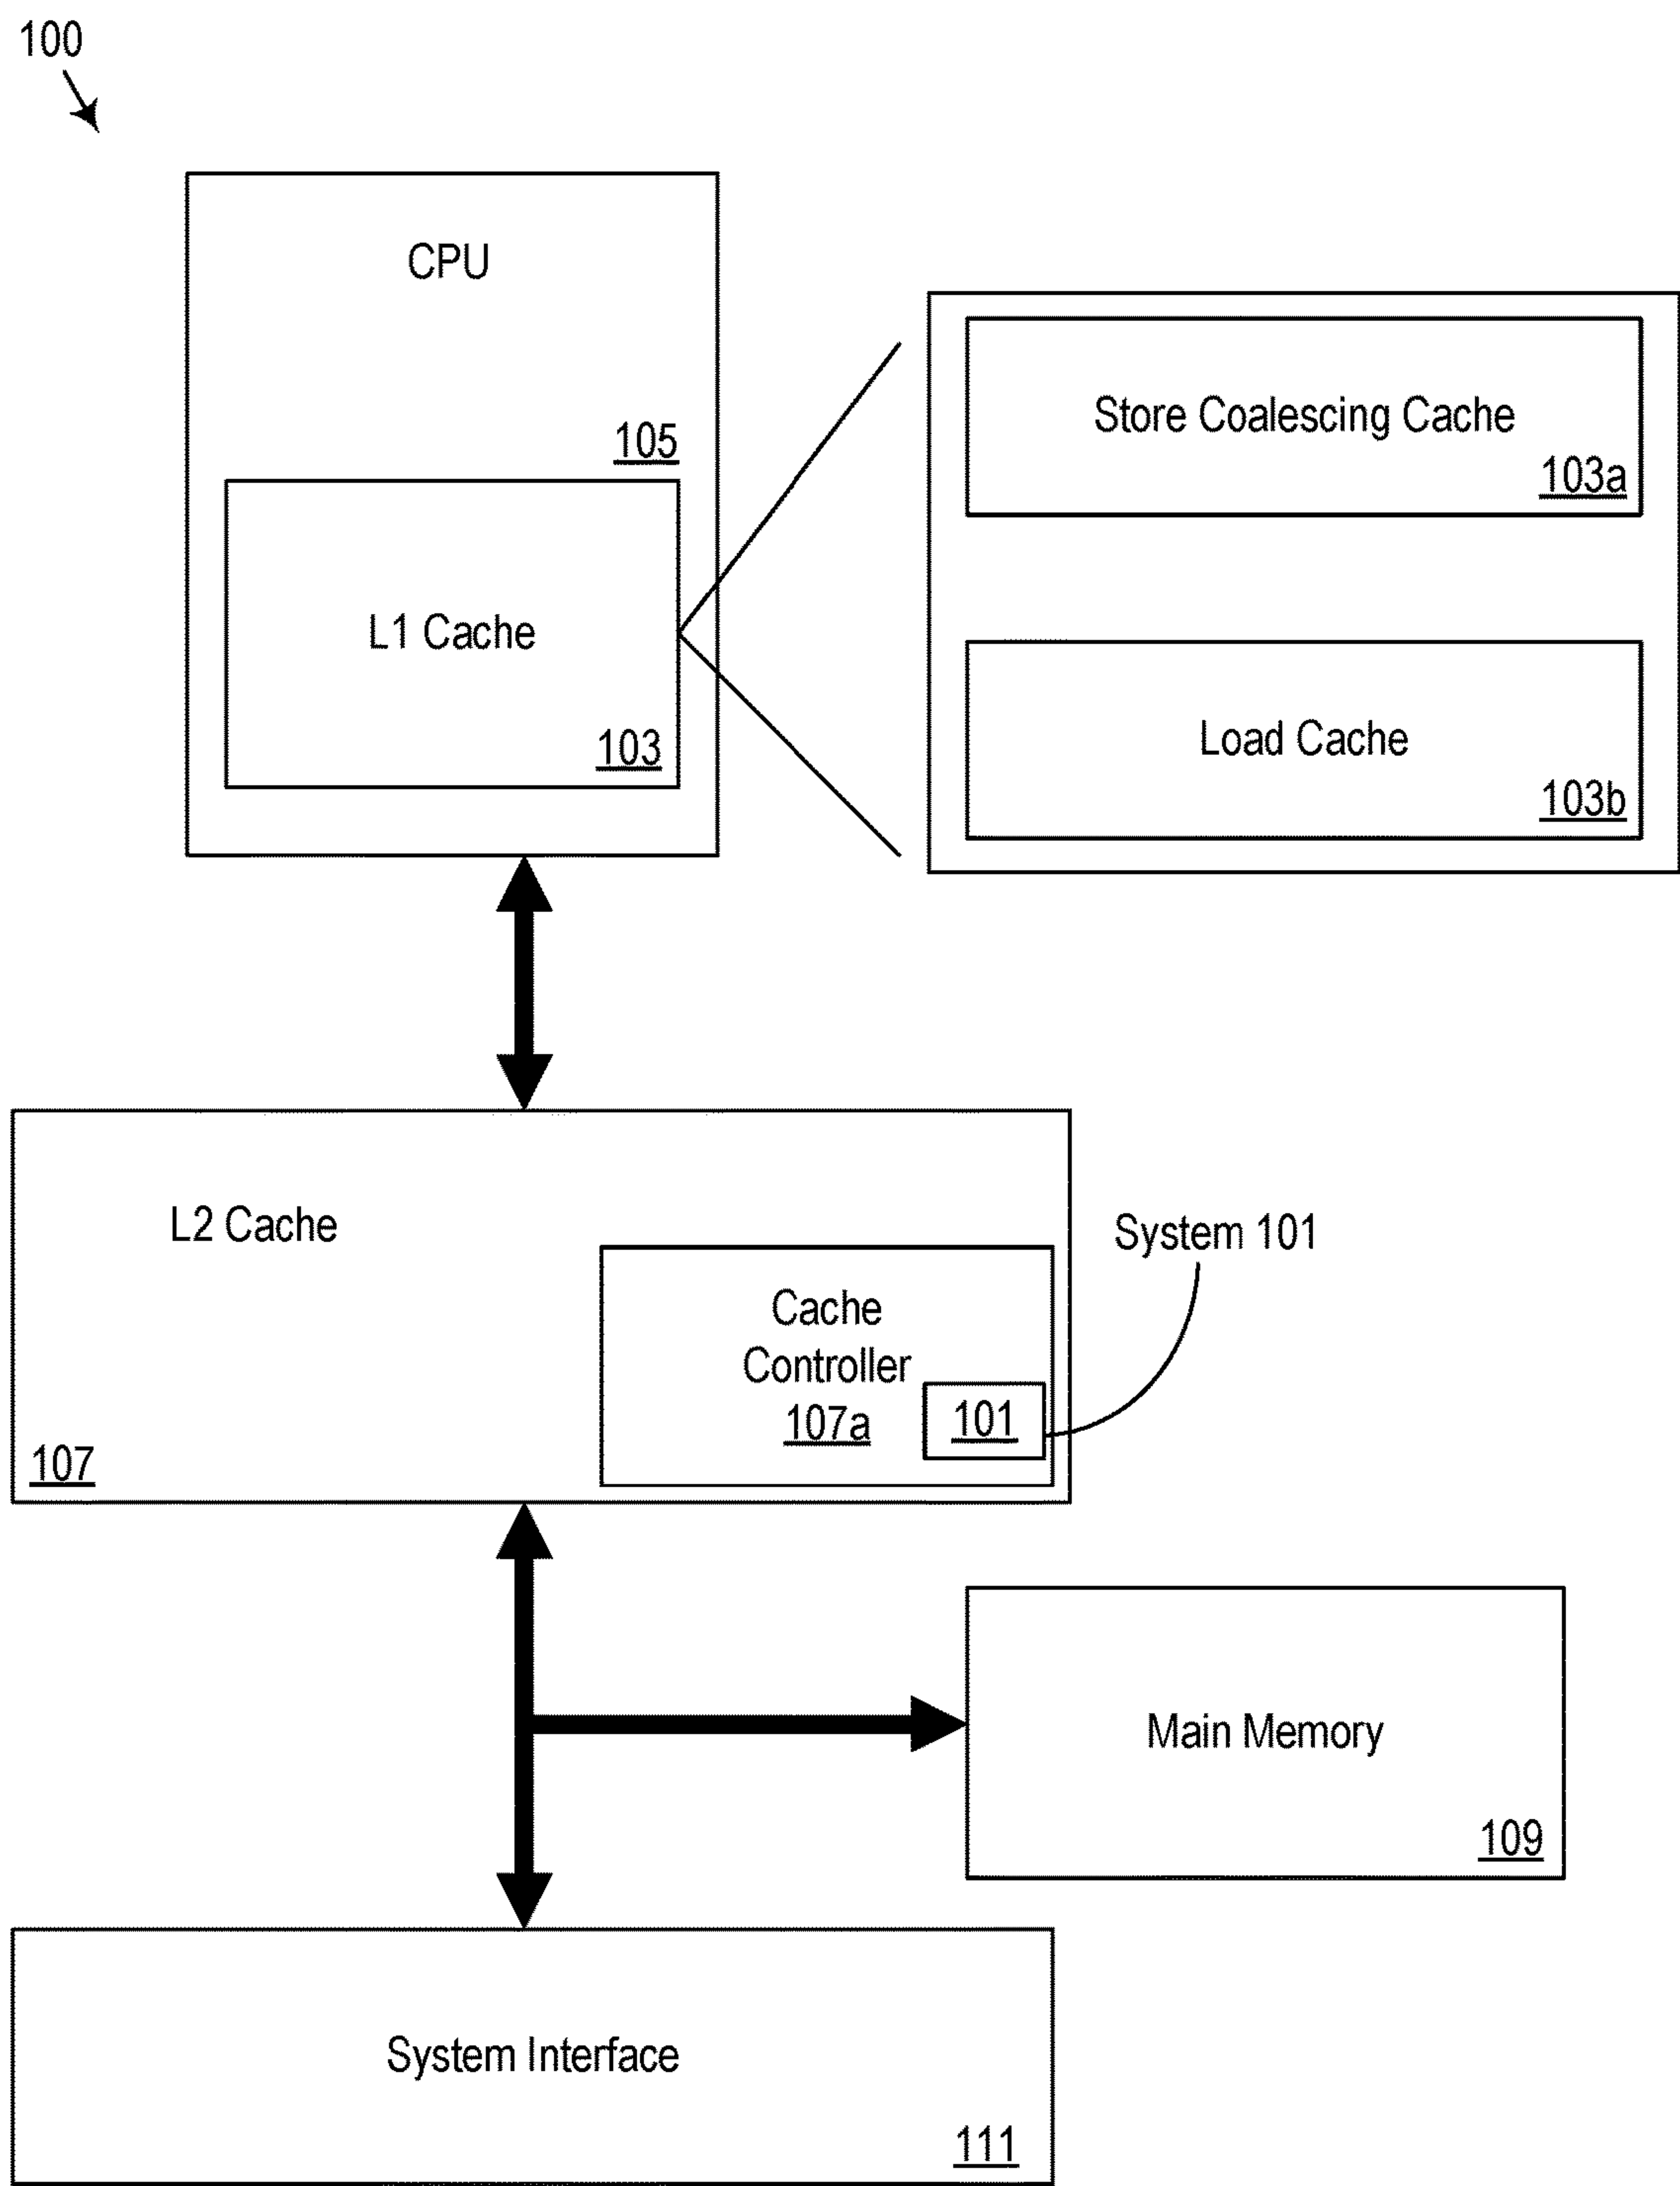 100
CPU
105
L1 Cache
103
Store Coalescing Cache
103a
Load Cache
103b
L2 Cache
107
Cache
Controller
107a
101
System 101
Main Memory
109
System Interface
111